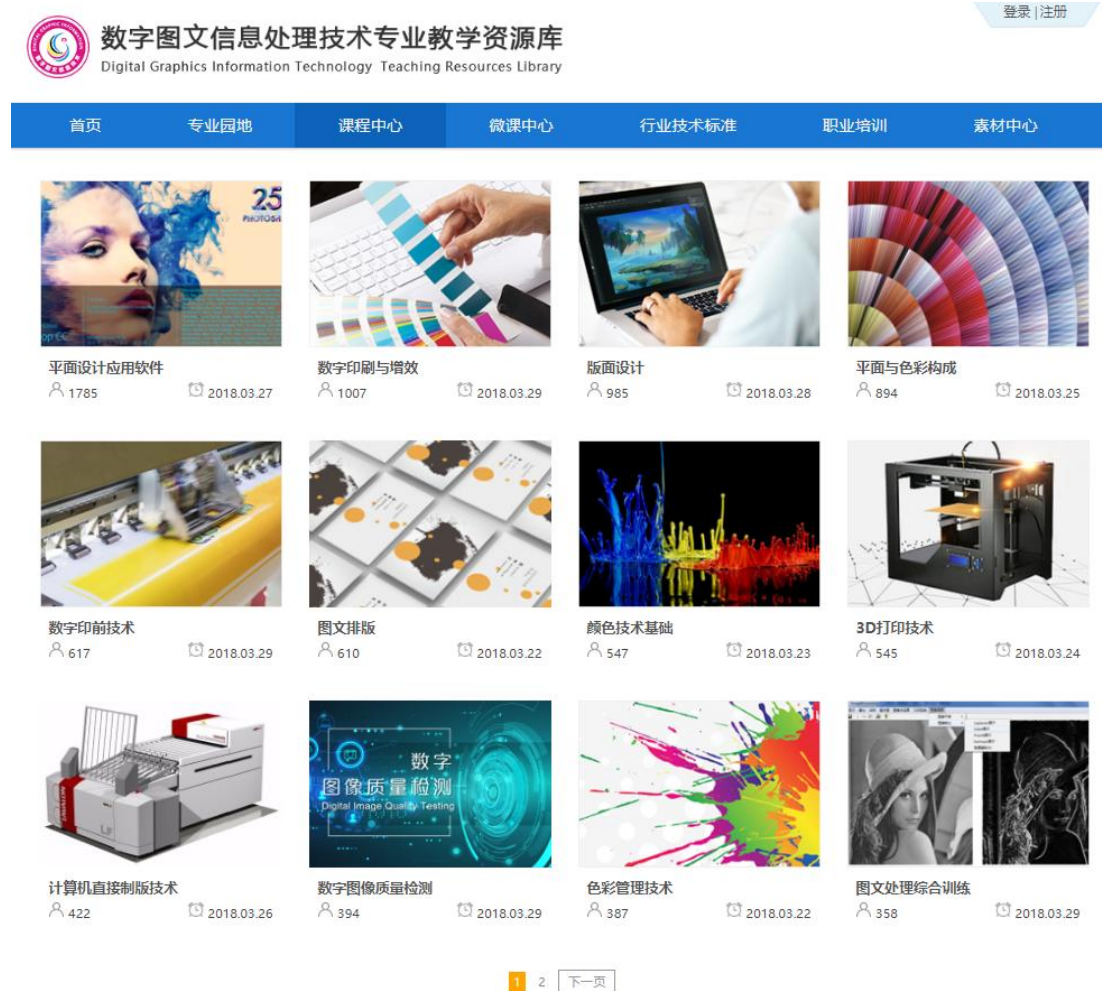 登录 | 注册
数字图文信息处理技术专业教学资源库
Digital Graphics Information Technology Teaching Resources Library
首页 专业园地 课程中心 微课中心 行业技术标准 职业培训 素材中心
25
平面设计应用软件 数字印刷与增效 版面设计 平面与色彩构成
1785 2018.03.27 1007 2018.03.29 985 2018.03.28 894 2018.03.25
数字印前技术 图文排版 颜色技术基础 3D打印技术
617 2018.03.29 610 2018.03.22 547 2018.03.23 545 2018.03.24
数字
图像质量检测
Digital Image Quality Testing
计算机直接制版技术 数字图像质量检测 色彩管理技术 图文处理综合训练
422 2018.03.26 394 2018.03.29 387 2018.03.22 358 2018.03.29
1 2 下一页